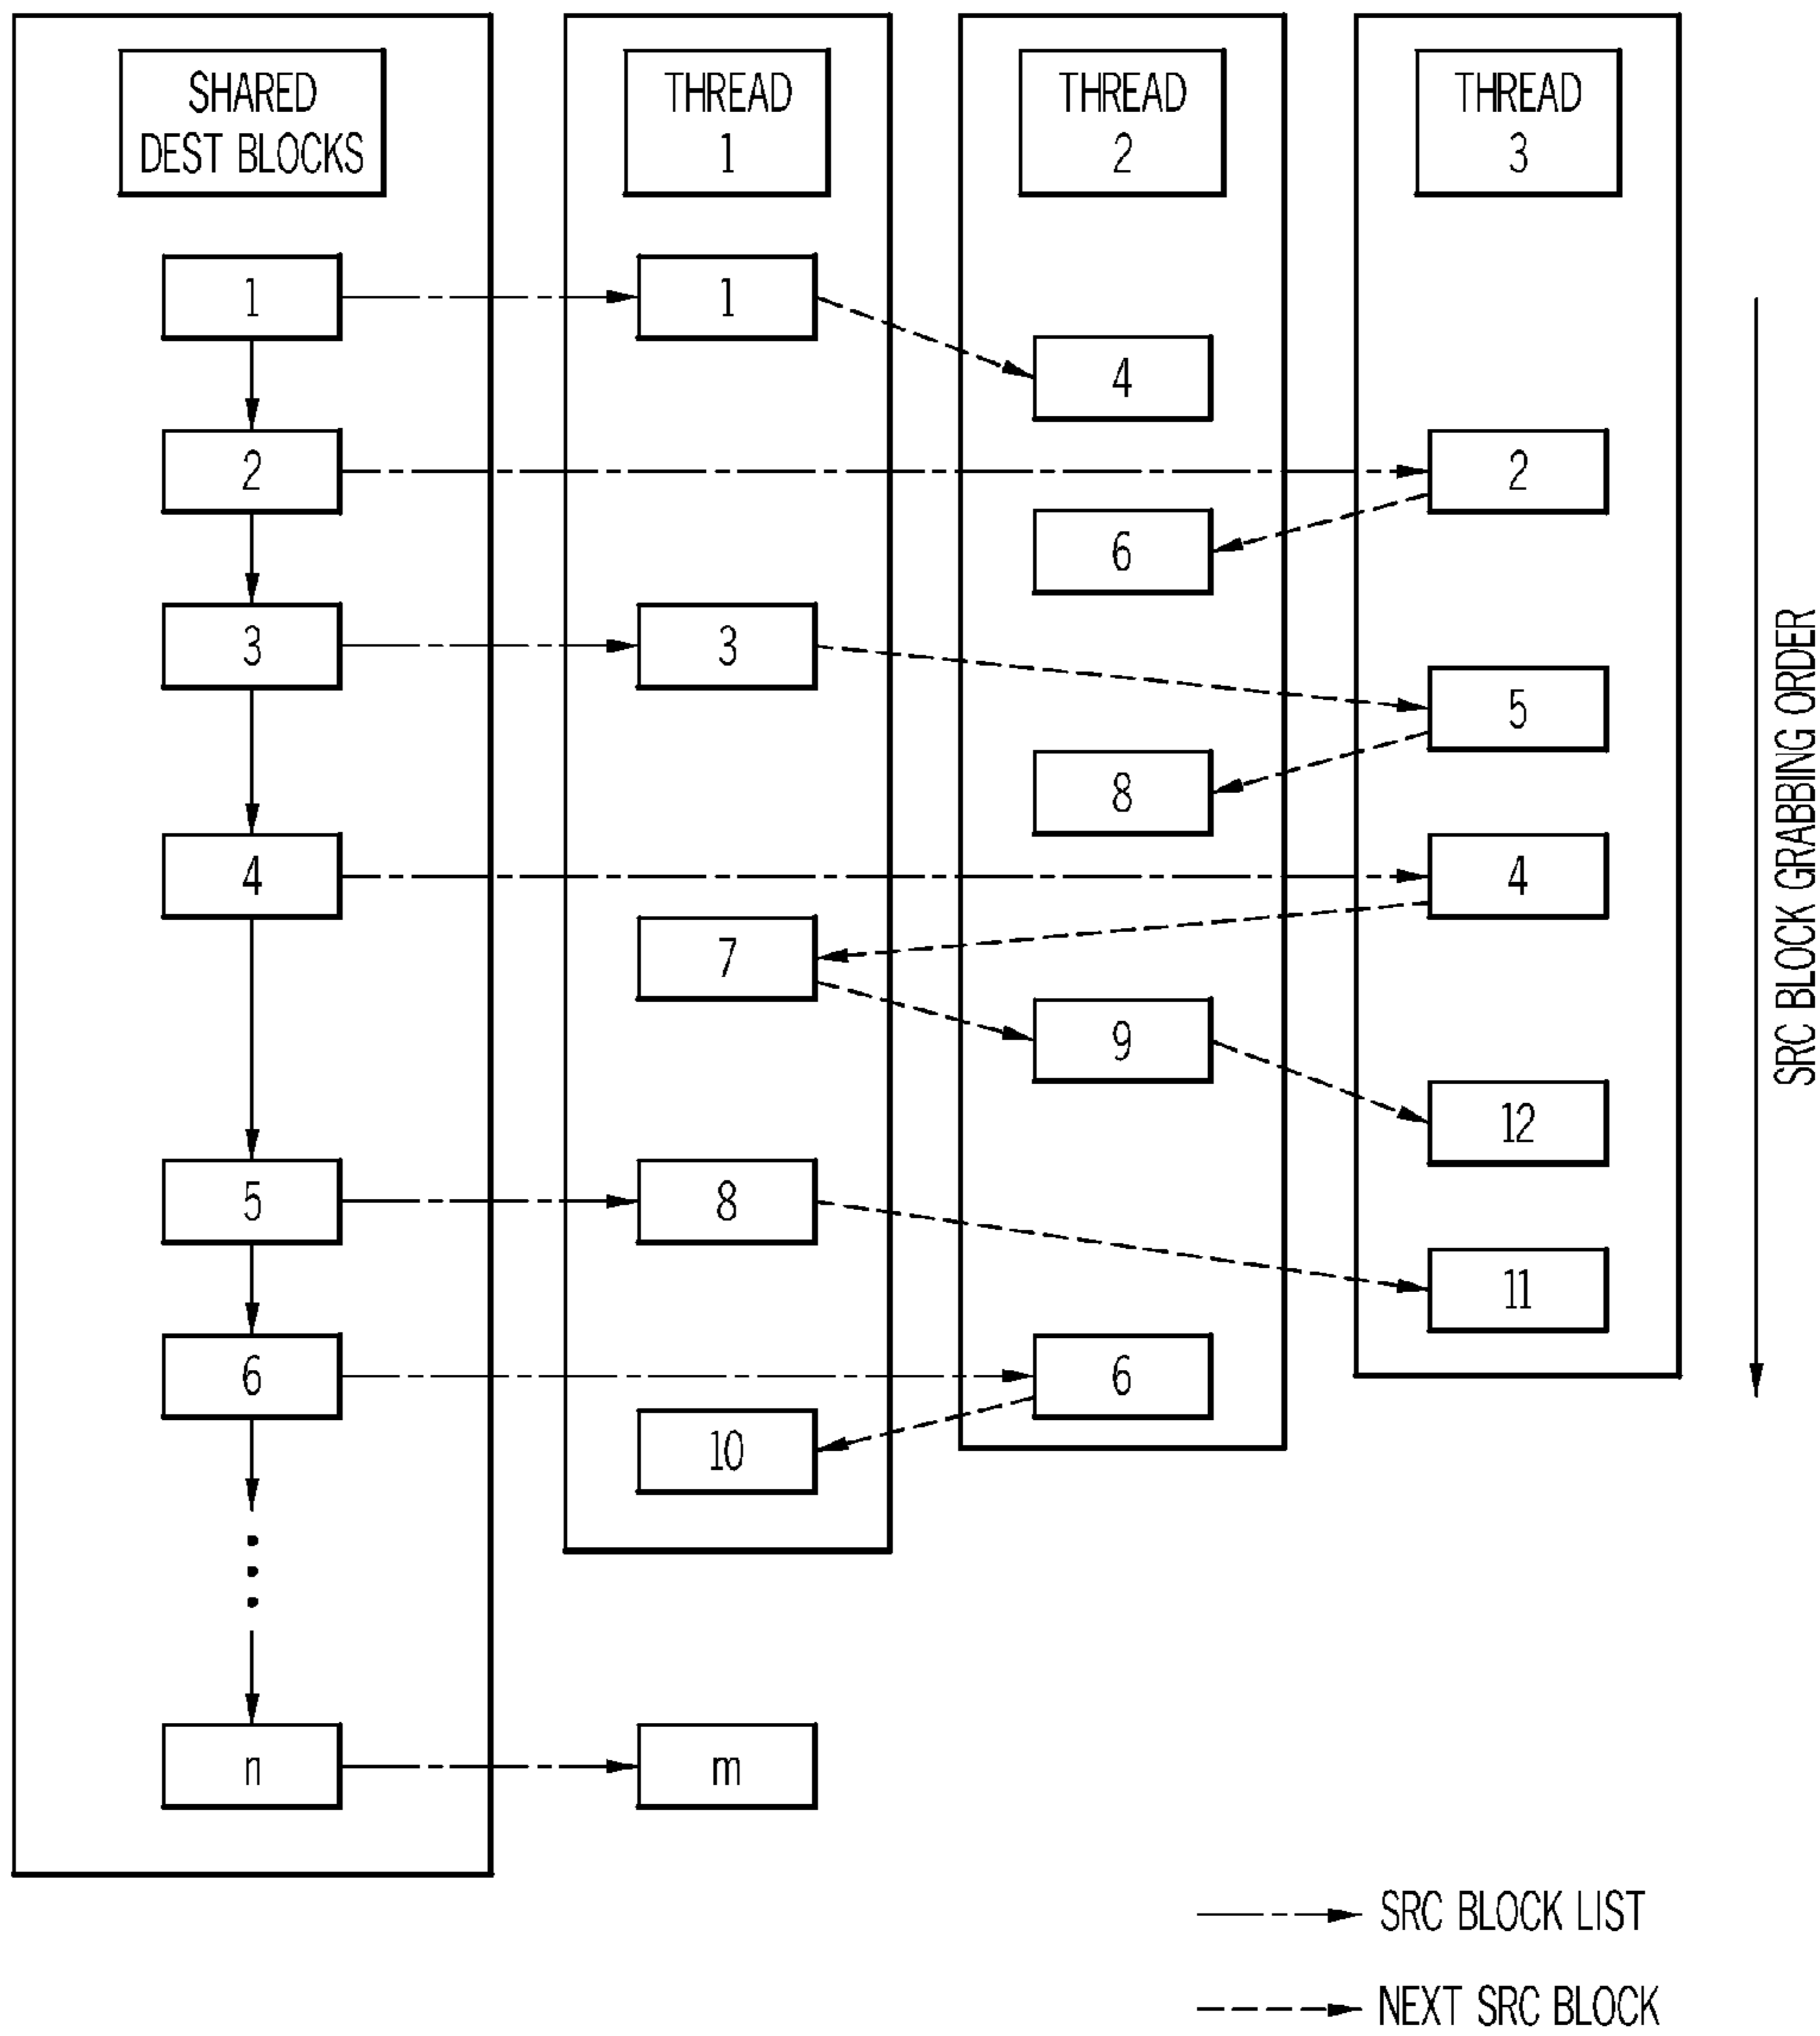 SHARED
DEST BLOCKS
THREAD
1
THREAD
2
THREAD
3
1
1
4
2
2
6
3
3
5
8
4
4
7
9
12
5
8
11
6
6
10
n
m
SRC BLOCK GRABBING ORDER
SRC BLOCK LIST
NEXT SRC BLOCK